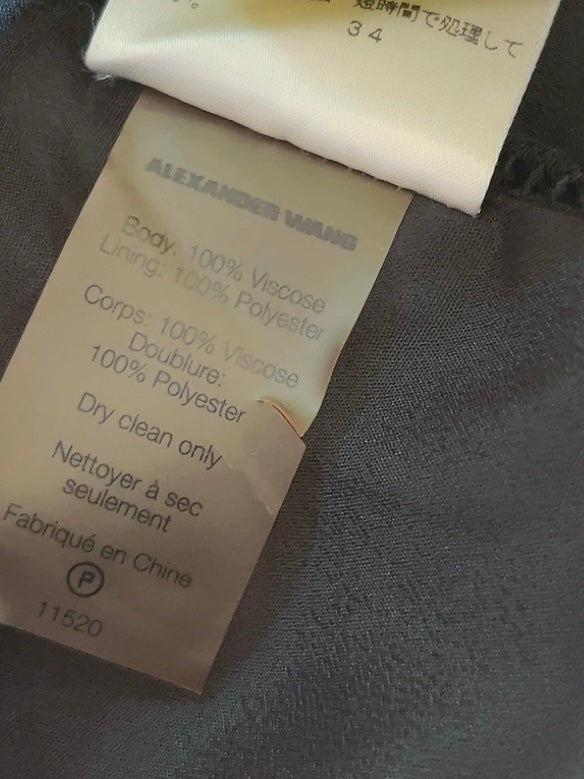 短時間で処理して
34
ALEXANDER WANG
Body: 100% Viscose
Lining: 100% Polyester
Corps: 100% Viscose
Doublure:
100% Polyester
Dry clean only
Nettoyer à sec
seulement
Fabriqué en Chine
P
11520